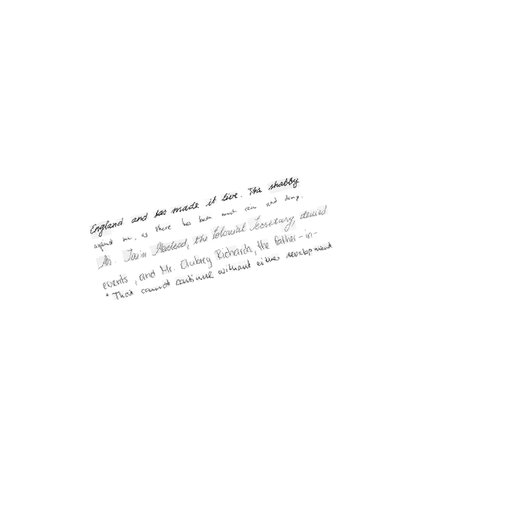 England and has made it live. The shabby
against me, as there has been much rain and
Mr. Iain Macleod, the Colonial Secretary, denied
events, and Mr. Aubrey Richards, the father-in-
" That cannot continue without either development